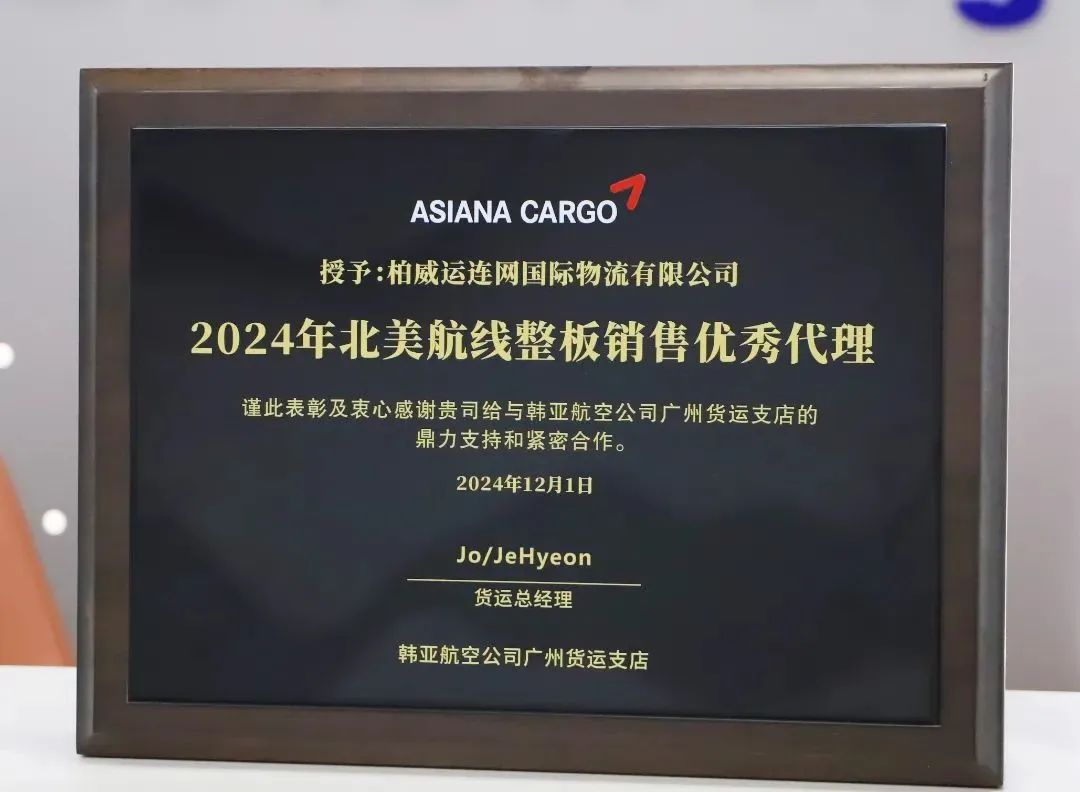 ASIANA CARGO
授予:柏威运连网国际物流有限公司
2024年北美航线整板销售优秀代理
谨此表彰及衷心感谢贵司给与韩亚航空公司广州货运支店的
鼎力支持和紧密合作。
2024年12月1日
Jo/JeHyeon
货运总经理
韩亚航空公司广州货运支店